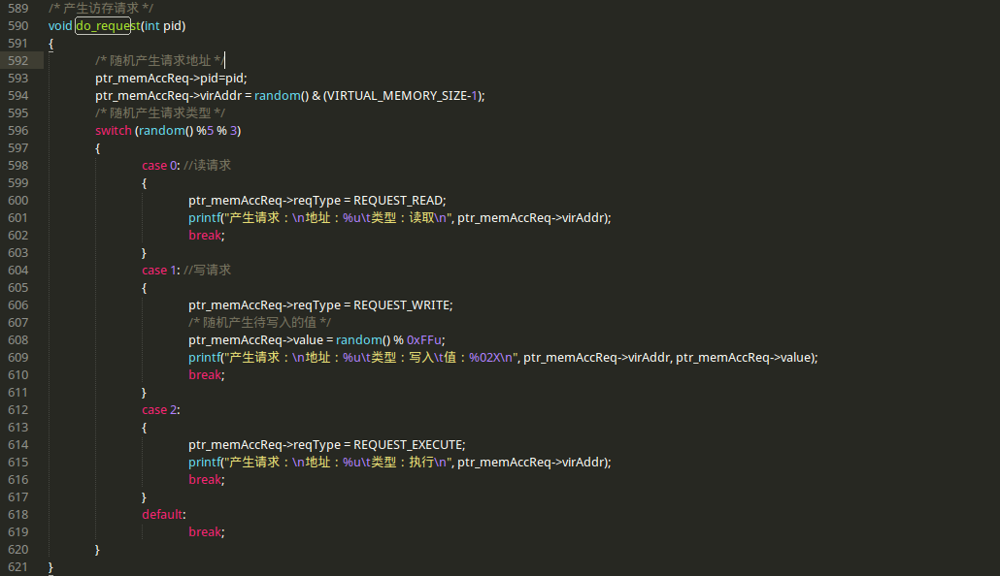 589 /* 产生访存请求 */
590 void do_request(int pid)
591 {
592 /* 随机产生请求地址 */
593 ptr_memAccReq->pid=pid;
594 ptr_memAccReq->virAddr = random() & (VIRTUAL_MEMORY_SIZE-1);
595 /* 随机产生请求类型 */
596 switch (random() %5 % 3)
597 {
598 case 0: //读请求
599 {
600 ptr_memAccReq->reqType = REQUEST_READ;
601 printf("产生请求：\n地址：%u\t类型：读取\n", ptr_memAccReq->virAddr);
602 break;
603 }
604 case 1: //写请求
605 {
606 ptr_memAccReq->reqType = REQUEST_WRITE;
607 /* 随机产生待写入的值 */
608 ptr_memAccReq->value = random() % 0xFFu;
609 printf("产生请求：\n地址：%u\t类型：写入\t值：%02X\n", ptr_memAccReq->virAddr, ptr_memAccReq->value);
610 break;
611 }
612 case 2:
613 {
614 ptr_memAccReq->reqType = REQUEST_EXECUTE;
615 printf("产生请求：\n地址：%u\t类型：执行\n", ptr_memAccReq->virAddr);
616 break;
617 }
618 default:
619 break;
620 }
621 }